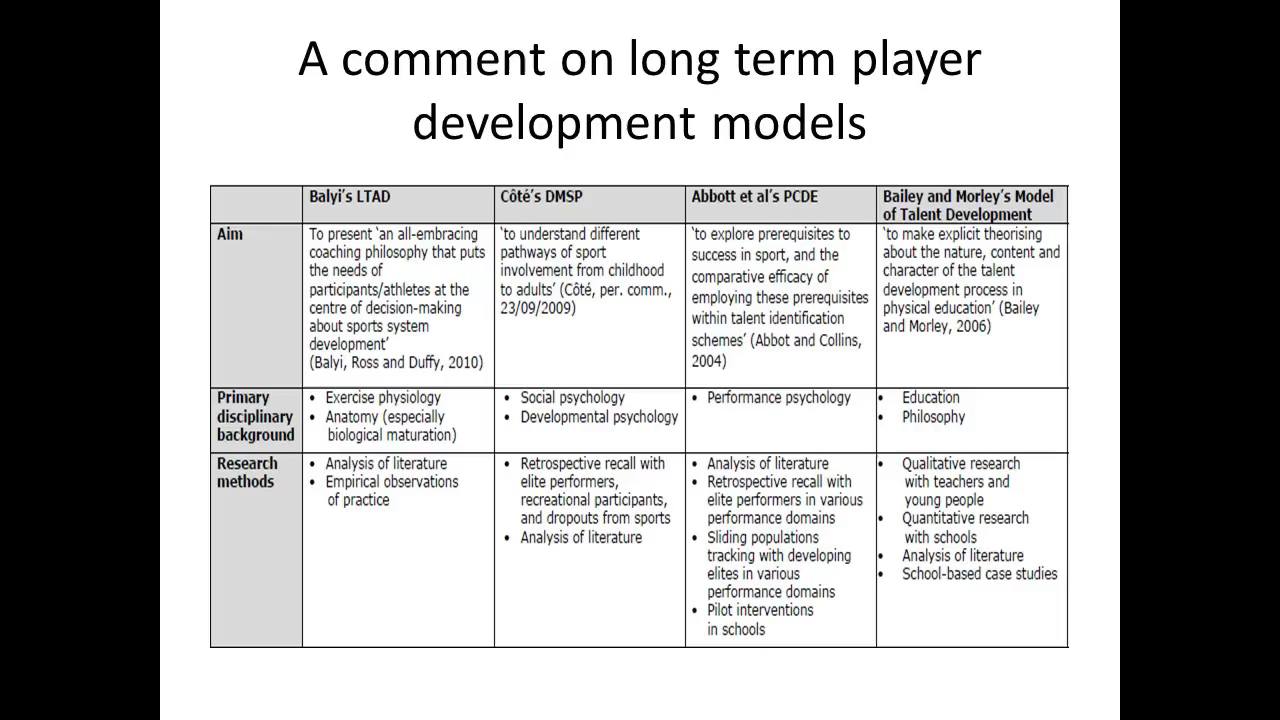 A comment on long term player
development models
Balyi's LTAD
Côté's DMSP
Abbott et al's PCDE
Bailey and Morley's Model
of Talent Development
Aim
To present 'an all-embracing
coaching philosophy that puts
the needs of
participants/athletes at the
centre of decision-making
about sports system
development'
(Balyi, Ross and Duffy, 2010)
'to understand different
pathways of sport
involvement from childhood
to adults' (Côté, per. comm.,
23/09/2009)
'to explore prerequisites to
success in sport, and the
comparative efficacy of
employing these prerequisites
within talent identification
schemes' (Abbot and Collins,
2004)
'to make explicit theorising
about the nature, content and
character of the talent
development process in
physical education' (Bailey
and Morley, 2006)
Primary
disciplinary
background
• Exercise physiology
• Anatomy (especially
biological maturation)
• Social psychology
• Developmental psychology
• Performance psychology
• Education
• Philosophy
Research
methods
• Analysis of literature
• Empirical observations
of practice
• Retrospective recall with
elite performers,
recreational participants,
and dropouts from sports
• Analysis of literature
• Analysis of literature
• Retrospective recall with
elite performers in various
performance domains
• Sliding populations
tracking with developing
elites in various
performance domains
• Pilot interventions
in schools
• Qualitative research
with teachers and
young people
• Quantitative research
with schools
• Analysis of literature
• School-based case studies